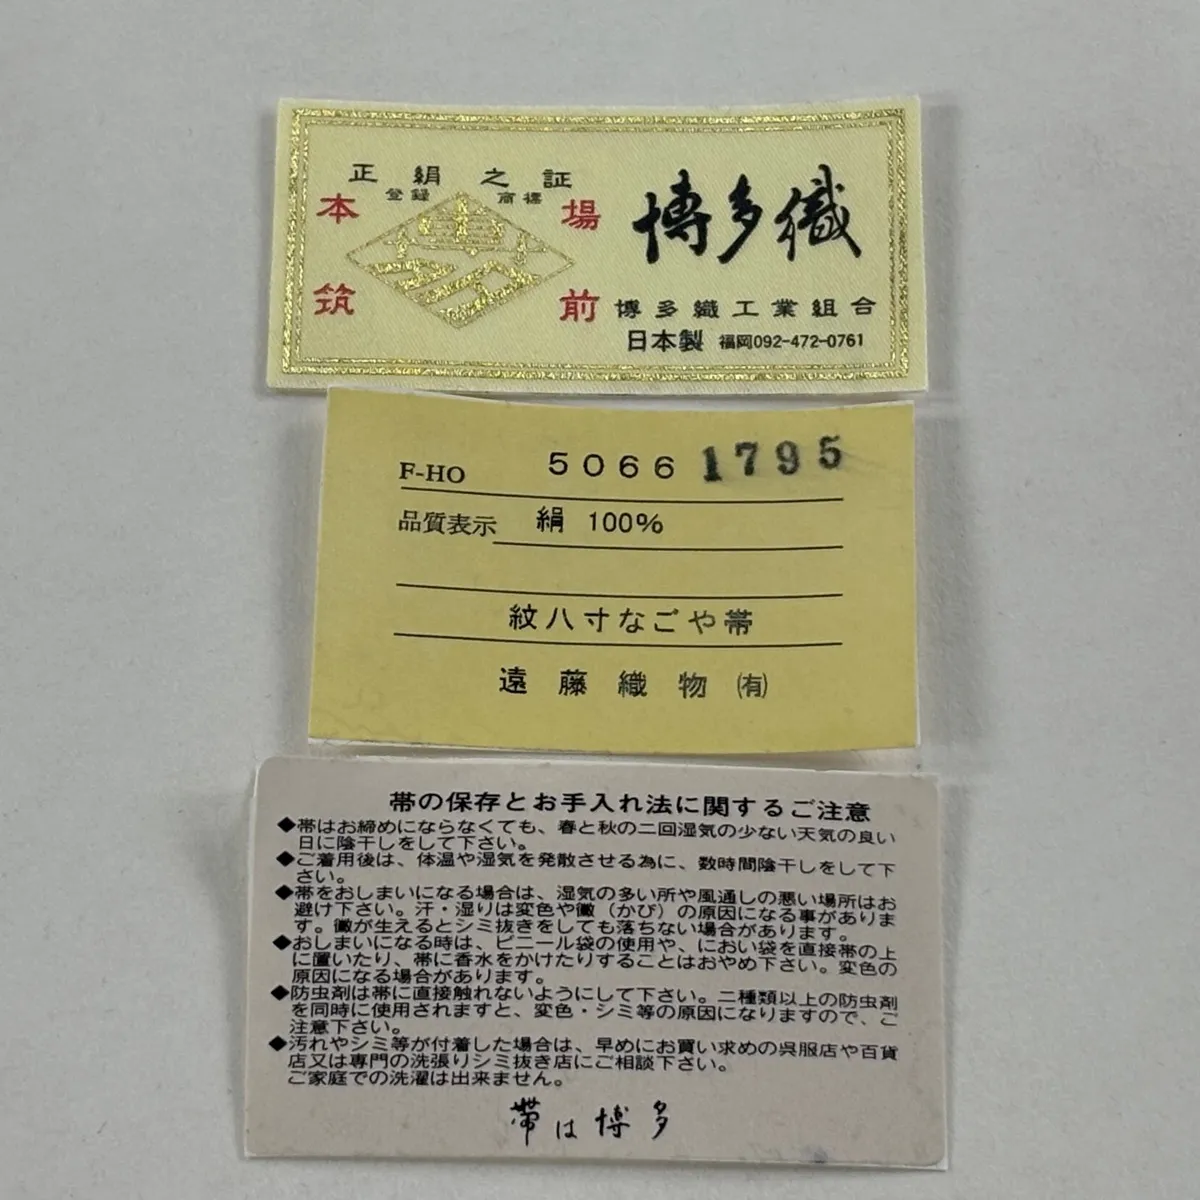 正絹之証
登録 商標
本場
筑前
博多織
博多織工業組合
日本製 福岡092-472-0761
F-HO 5066 1795
品質表示 絹 100%
紋八寸なごや帯
遠藤織物㈲
帯の保存とお手入れ法に関するご注意
◆帯はお締めにならなくても、春と秋の二回湿気の少ない天気の良い
日に陰干しをして下さい。
◆ご着用後は、体温や湿気を発散させる為に、数時間陰干しをして下
さい。
◆帯をおしまいになる場合は、湿気の多い所や風通しの悪い場所はお
避け下さい。汗・湿りは変色や黴（かび）の原因になる事がありま
す。黴が生えるとシミ抜きをしても落ちない場合があります。
◆おしまいになる時は、ビニール袋の使用や、におい袋を直接帯の上
に置いたり、帯に香水をかけたりすることはおやめ下さい。変色の
原因になる場合があります。
◆防虫剤は帯に直接触れないようにして下さい。二種類以上の防虫剤
を同時に使用されますと、変色・シミ等の原因になりますので、ご
注意下さい。
◆汚れやシミ等が付着した場合は、早めにお買い求めの呉服店や百貨
店又は専門の洗張りシミ抜き店にご相談下さい。
ご家庭での洗濯は出来ません。
帯は博多